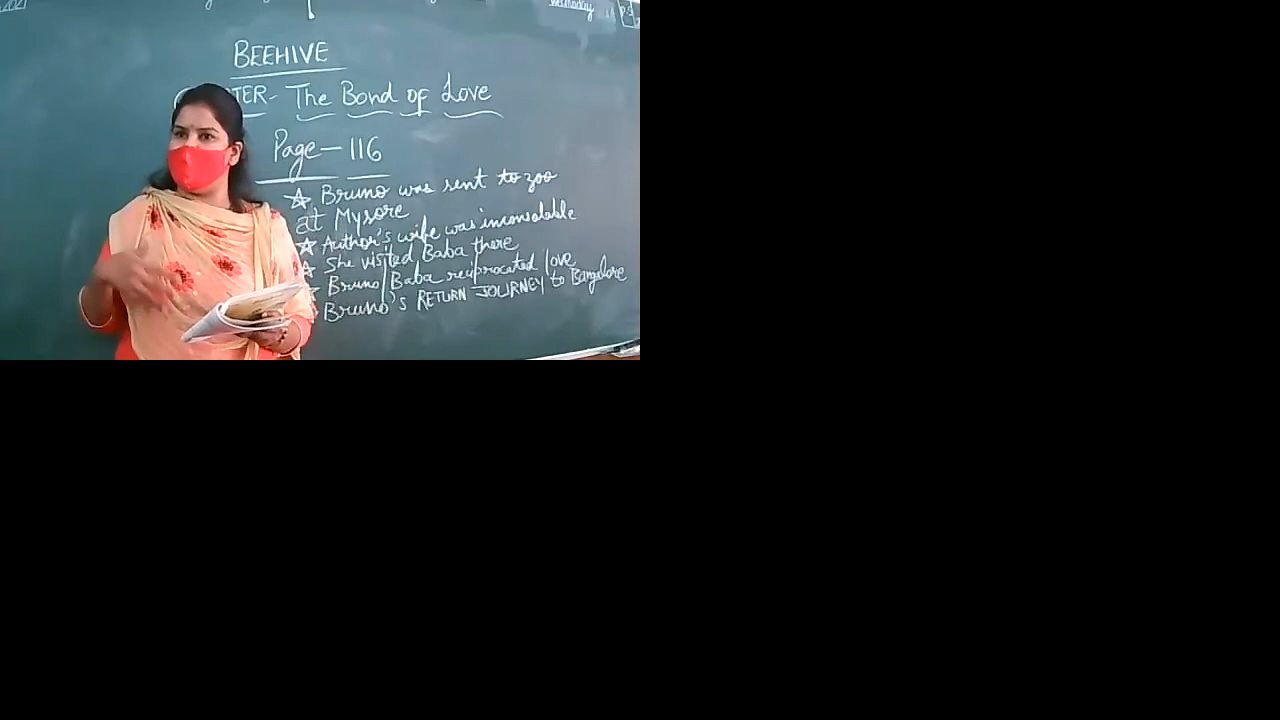 Wednesday
BEEHIVE
TER- The Bond of Love
Page - 116
☆ Bruno was sent to zoo
at Mysore
☆ Author's wife was inconsolable
☆ She visited Baba there
☆ Bruno/Baba reciprocated love
Bruno's RETURN JOURNEY to Bangalore